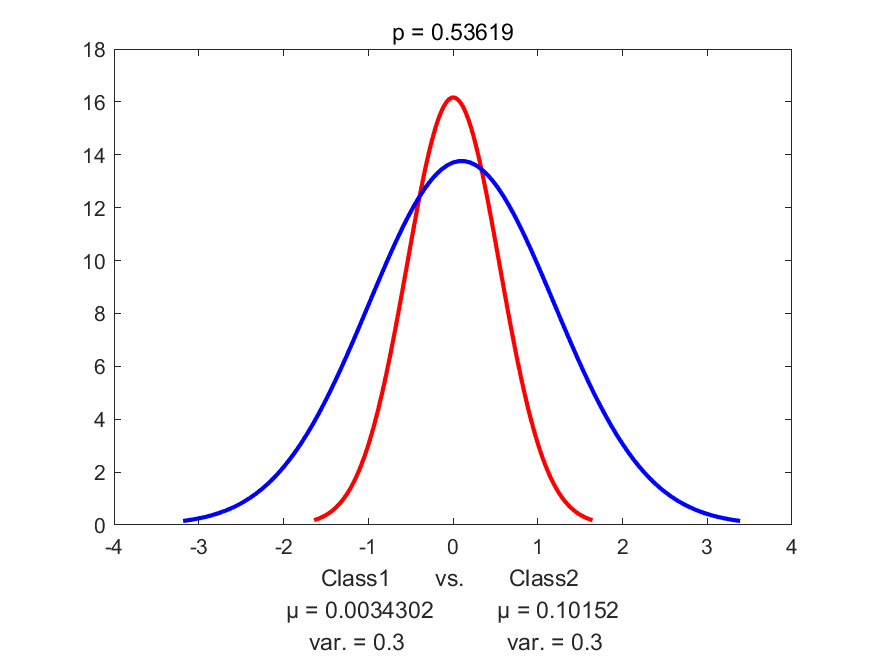 p = 0.53619
18
16
14
12
10
8
6
4
2
0
-4 -3 -2 -1 0 1 2 3 4
Class1 vs. Class2
μ = 0.0034302 μ = 0.10152
var. = 0.3 var. = 0.3